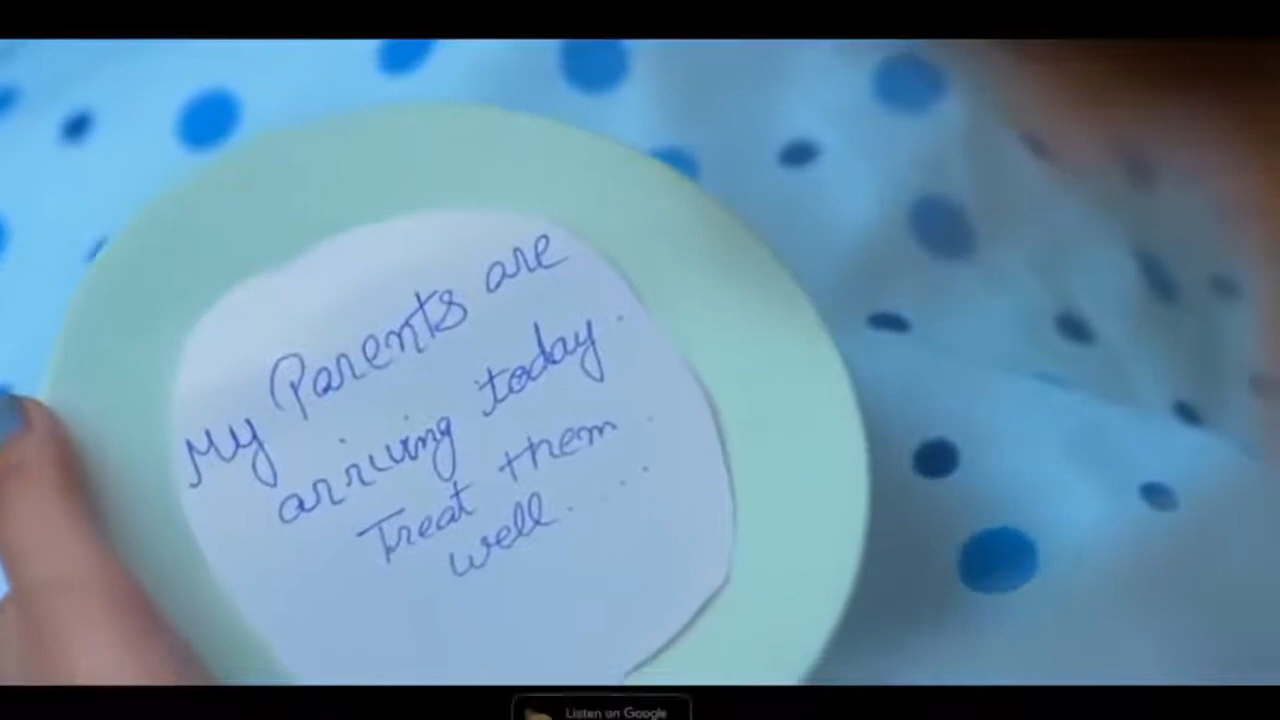 My Parents are
arriving today.
Treat them.
well.....
Listen on Google